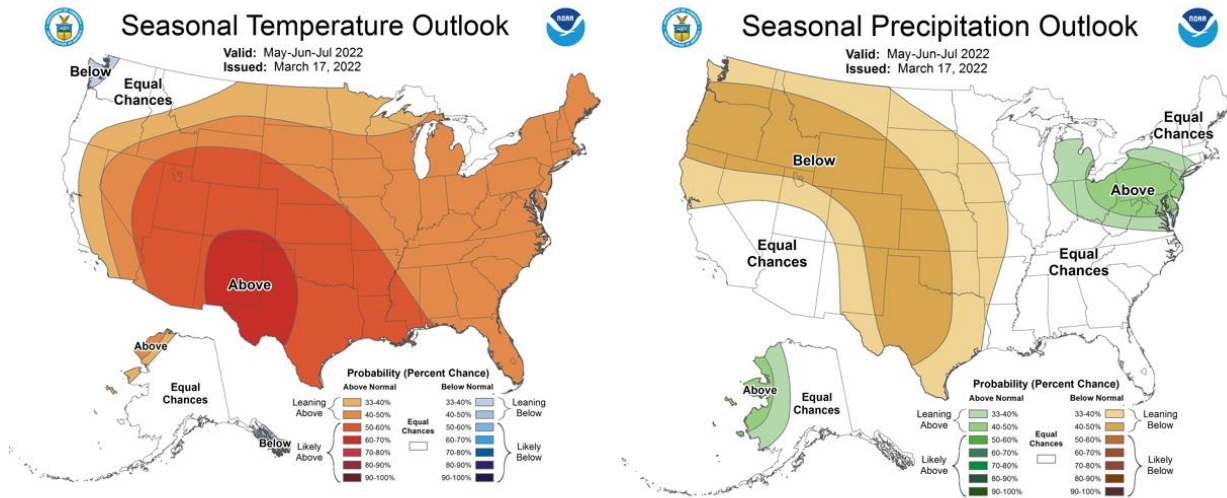 Seasonal Temperature Outlook
NOAA
Valid: May-Jun-Jul 2022
Issued: March 17, 2022
Below
Equal
Chances
Above
Above
Equal
Chances
Below
Probability (Percent Chance)
Above Normal
Below Normal
Leaning
Above
33-40%
40-50%
Likely
Above
50-60%
60-70%
70-80%
80-90%
90-100%
Equal
Chances
33-40%
40-50%
Leaning
Below
50-60%
60-70%
70-80%
80-90%
90-100%
Likely
Below
Seasonal Precipitation Outlook
NOAA
Valid: May-Jun-Jul 2022
Issued: March 17, 2022
Equal
Chances
Below
Above
Equal
Chances
Equal
Chances
Above
Equal
Chances
Probability (Percent Chance)
Above Normal
Below Normal
Leaning
Above
33-40%
40-50%
Likely
Above
50-60%
60-70%
70-80%
80-90%
90-100%
Equal
Chances
33-40%
40-50%
Leaning
Below
50-60%
60-70%
70-80%
80-90%
90-100%
Likely
Below